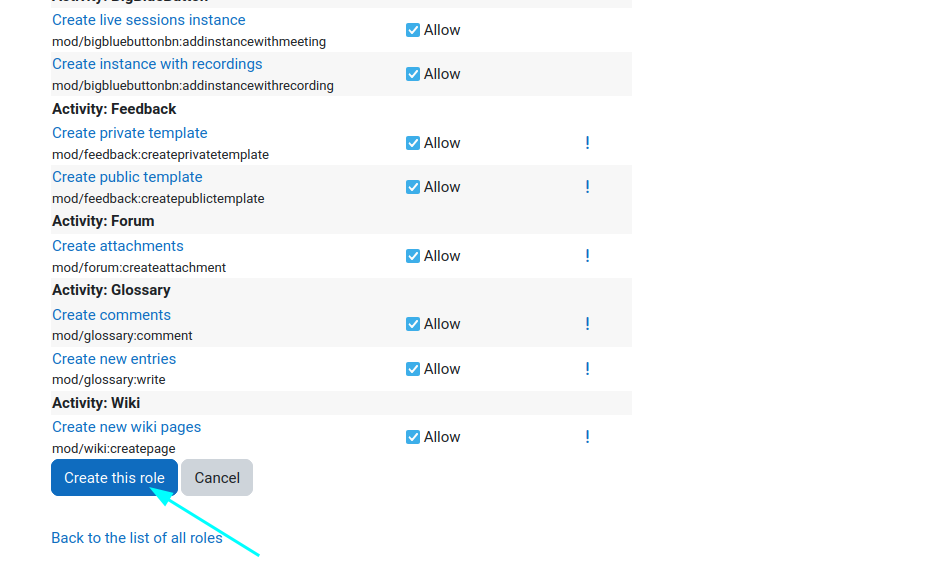 Activity: BigBlueButton
Create live sessions instance
Allow
mod/bigbluebuttonbn:addinstancewithmeeting
Create instance with recordings
Allow
mod/bigbluebuttonbn:addinstancewithrecording
Activity: Feedback
Create private template
Allow
!
mod/feedback:createprivatetemplate
Create public template
Allow
!
mod/feedback:createpublictemplate
Activity: Forum
Create attachments
Allow
!
mod/forum:createattachment
Activity: Glossary
Create comments
Allow
!
mod/glossary:comment
Create new entries
Allow
!
mod/glossary:write
Activity: Wiki
Create new wiki pages
Allow
!
mod/wiki:createpage
Create this role
Cancel
Back to the list of all roles